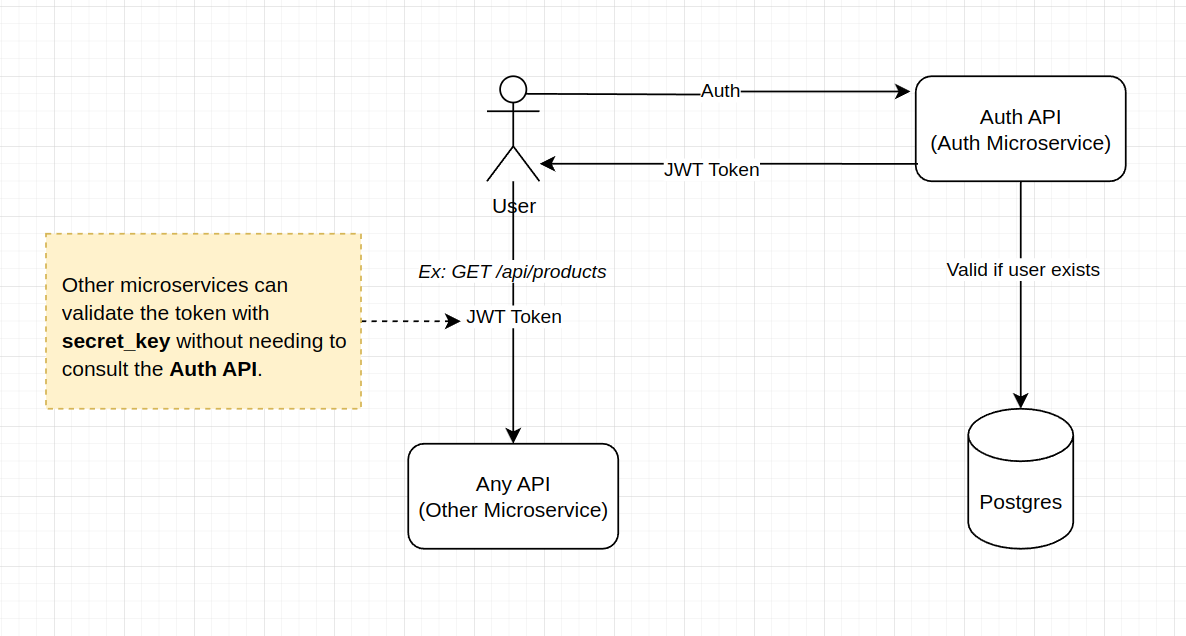 Auth
Auth API
(Auth Microservice)
JWT Token
User
Valid if user exists
Ex: GET /api/products
Other microservices can
validate the token with
secret_key without needing to
consult the Auth API.
JWT Token
Any API
(Other Microservice)
Postgres